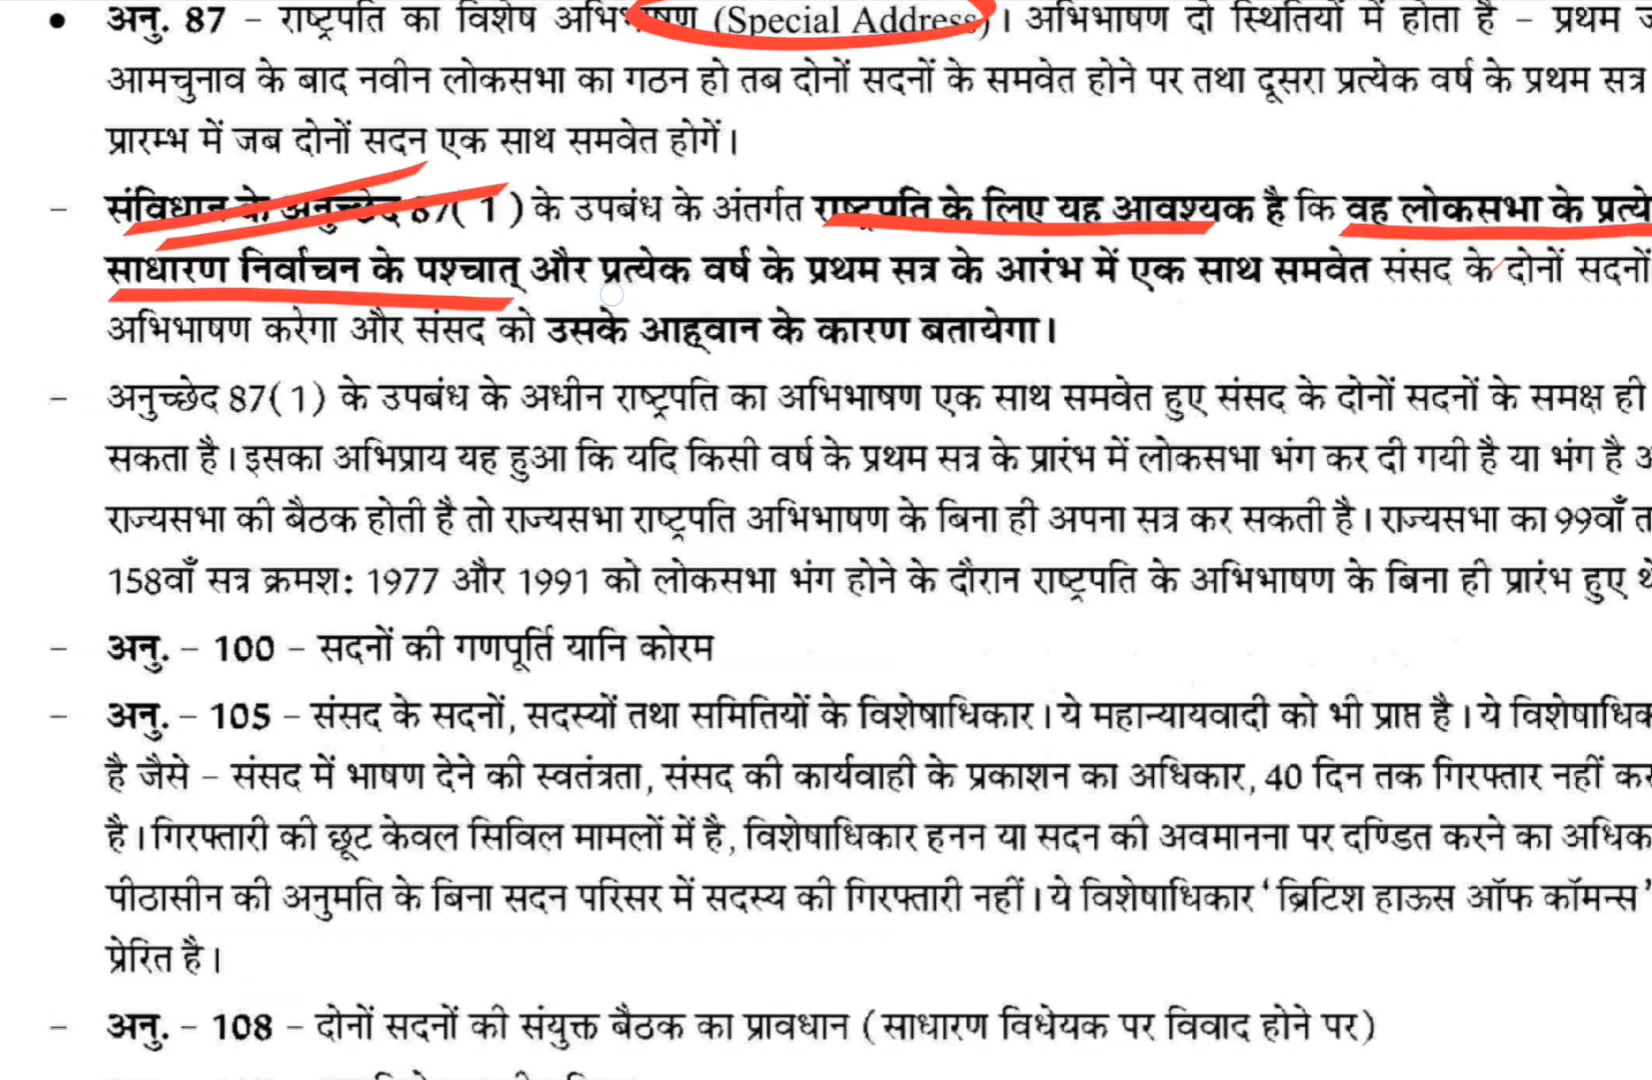 • अनु. 87 – राष्ट्रपति का विशेष अभिभाषण (Special Address)। अभिभाषण दो स्थितियों में होता है – प्रथम
आमचुनाव के बाद नवीन लोकसभा का गठन हो तब दोनों सदनों के समवेत होने पर तथा दूसरा प्रत्येक वर्ष के प्रथम सत्र
प्रारम्भ में जब दोनों सदन एक साथ समवेत होगें।
– संविधान के अनुच्छेद 87(1) के उपबंध के अंतर्गत राष्ट्रपति के लिए यह आवश्यक है कि वह लोकसभा के
साधारण निर्वाचन के पश्चात् और प्रत्येक वर्ष के प्रथम सत्र के आरंभ में एक साथ समवेत संसद के दोनों सदनों
अभिभाषण करेगा और संसद को उसके आह्वान के कारण बतायेगा।
– अनुच्छेद 87(1) के उपबंध के अधीन राष्ट्रपति का अभिभाषण एक साथ समवेत हुए संसद के दोनों सदनों के समक्ष ही
सकता है। इसका अभिप्राय यह हुआ कि यदि किसी वर्ष के प्रथम सत्र के प्रारंभ में लोकसभा भंग कर दी गयी है या भंग है
राज्यसभा की बैठक होती है तो राज्यसभा राष्ट्रपति अभिभाषण के बिना ही अपना सत्र कर सकती है। राज्यसभा का 99वाँ
158वाँ सत्र क्रमश: 1977 और 1991 को लोकसभा भंग होने के दौरान राष्ट्रपति के अभिभाषण के बिना ही प्रारंभ हुए
– अनु. – 100 – सदनों की गणपूर्ति यानि कोरम
– अनु. – 105 – संसद के सदनों, सदस्यों तथा समितियों के विशेषाधिकार। ये महान्यायवादी को भी प्राप्त है। ये
है जैसे – संसद में भाषण देने की स्वतंत्रता, संसद की कार्यवाही के प्रकाशन का अधिकार, 40 दिन तक गिरफ्तार नहीं
है। गिरफ्तारी की छूट केवल सिविल मामलों में है, विशेषाधिकार हनन या सदन की अवमानना पर दण्डित करने का
पीठासीन की अनुमति के बिना सदन परिसर में सदस्य की गिरफ्तारी नहीं। ये विशेषाधिकार 'ब्रिटिश हाऊस ऑफ कॉमन्स'
प्रेरित है।
– अनु. – 108 – दोनों सदनों की संयुक्त बैठक का प्रावधान (साधारण विधेयक पर विवाद होने पर)